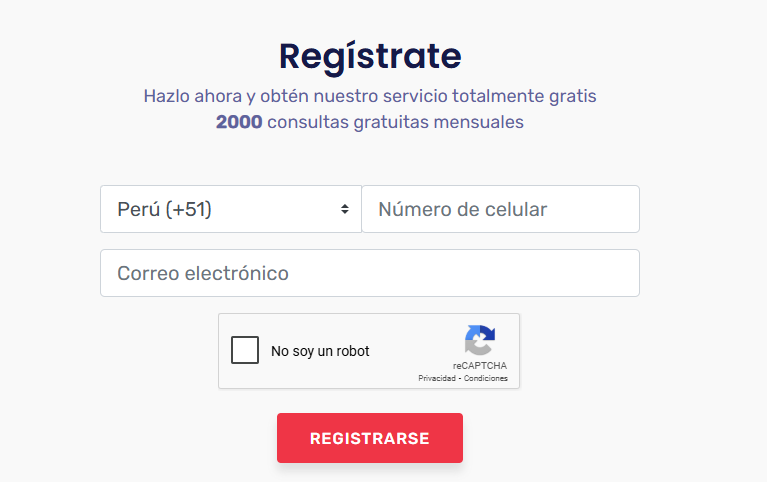 Regístrate
Hazlo ahora y obtén nuestro servicio totalmente gratis
2000 consultas gratuitas mensuales
Perú (+51)
Número de celular
Correo electrónico
No soy un robot
reCAPTCHA
Privacidad - Condiciones
REGISTRARSE